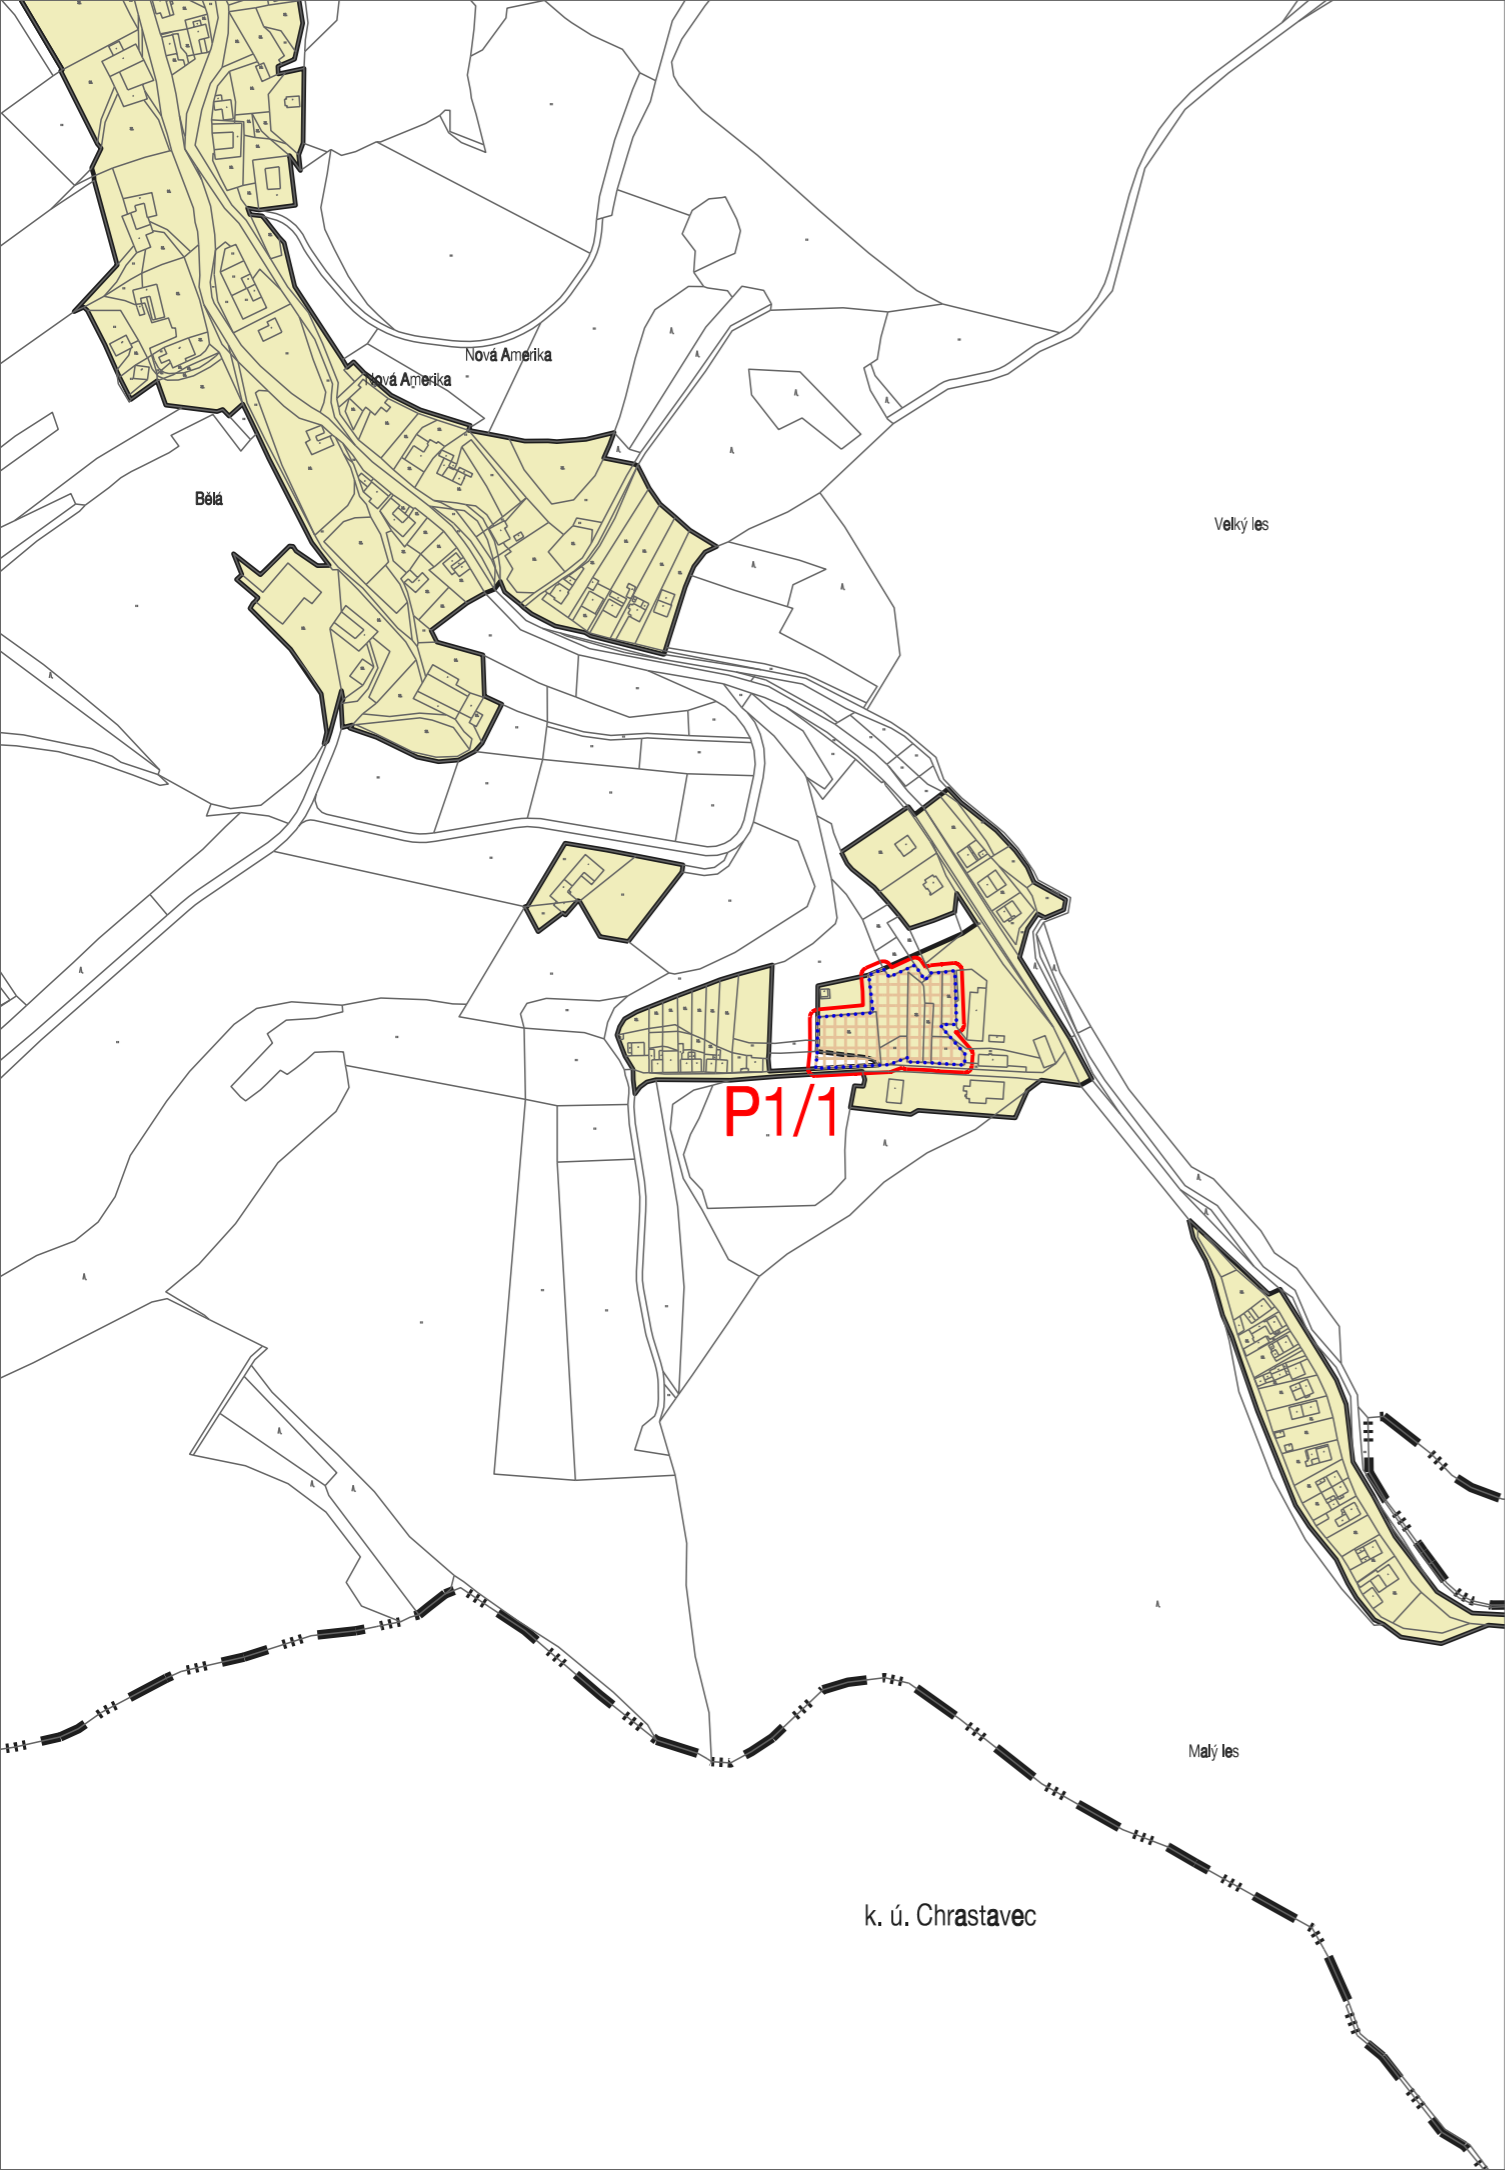 Nová Amerika
Nová Amerika
Bělá
Velký les
P1/1
Malý les
k. ú. Chrastavec